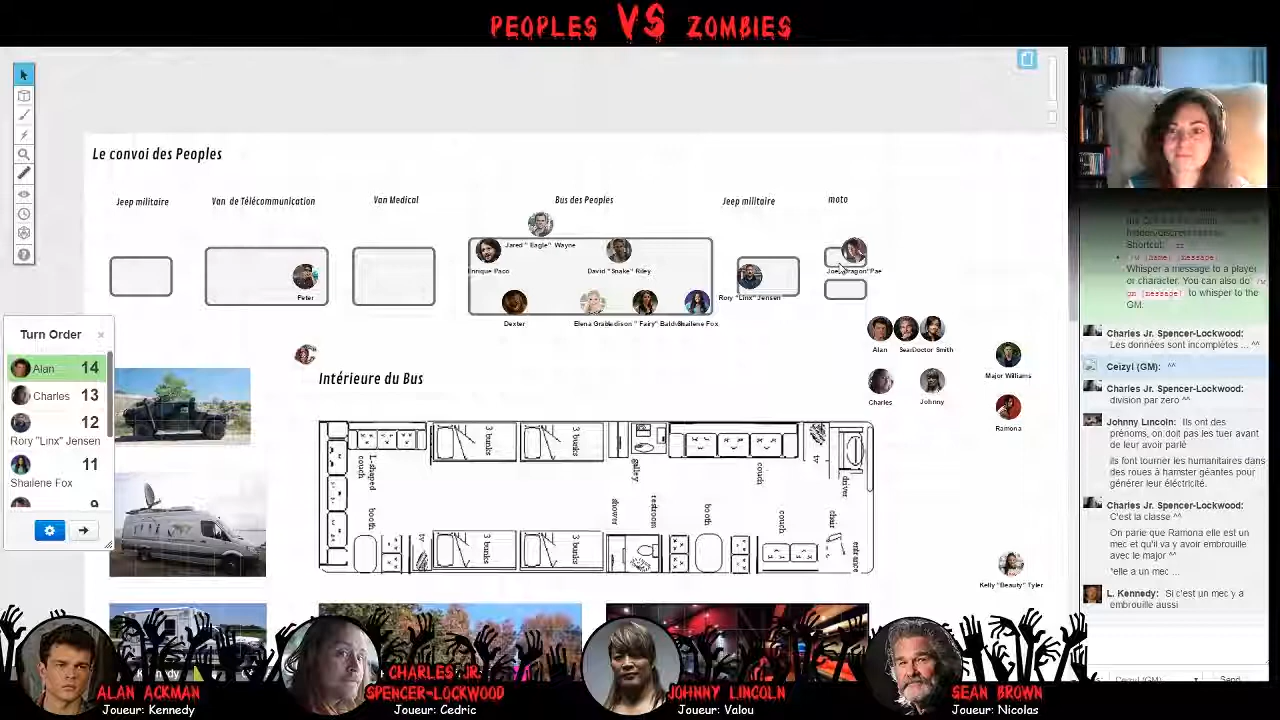 PEOPLES VS ZOMBIES
Le convoi des Peoples
Jeep militaire
Van de Télécommunication
Van Medical
Bus des Peoples
Jeep militaire
moto
Jared " Eagle" Wayne
Enrique Paco
David "Snake" Riley
Peter
Rory "Linx" Jensen
Dexter
Shailene Fox
Alan
Sean
Doctor Smith
Charles
Johnny
Major Williams
Ramona
Kelly "Beauty" Tyler
Turn Order
Alan 14
Charles 13
12
Rory "Linx" Jensen
11
Shailene Fox
9
Intérieure du Bus
L-shaped couch
3 bunks
3 bunks
galley
couch
tv
driver
booth
tv
3 bunks
3 bunks
shower
restroom
booth
couch
chair
entrance
Shortcut:
Whisper a message to a player
or character. You can also do /w
gm [message] to whisper to the
GM.
Charles Jr. Spencer-Lockwood:
Les données sont incomplètes ... ^^
Ceizyl (GM): ^^
Charles Jr. Spencer-Lockwood:
division par zero ^^
Johnny Lincoln: Ils ont des
prénoms, on doit pas les tuer avant
de leur avoir parlé
ils font tourner les humanitaires dans
des roues à hamster géantes pour
générer leur électricité.
Charles Jr. Spencer-Lockwood:
C'est la classe ^^
On parie que Ramona elle est un
mec et qu'il va y avoir embrouille
avec le major ^^
*elle a un mec ...
L. Kennedy: Si c'est un mec y a
embrouille aussi
Send
ALAN ACKMAN
Joueur: Kennedy
CHARLES JR.
SPENCER-LOCKWOOD
Joueur: Cedric
JOHNNY LINCOLN
Joueur: Valou
SEAN BROWN
Joueur: Nicolas